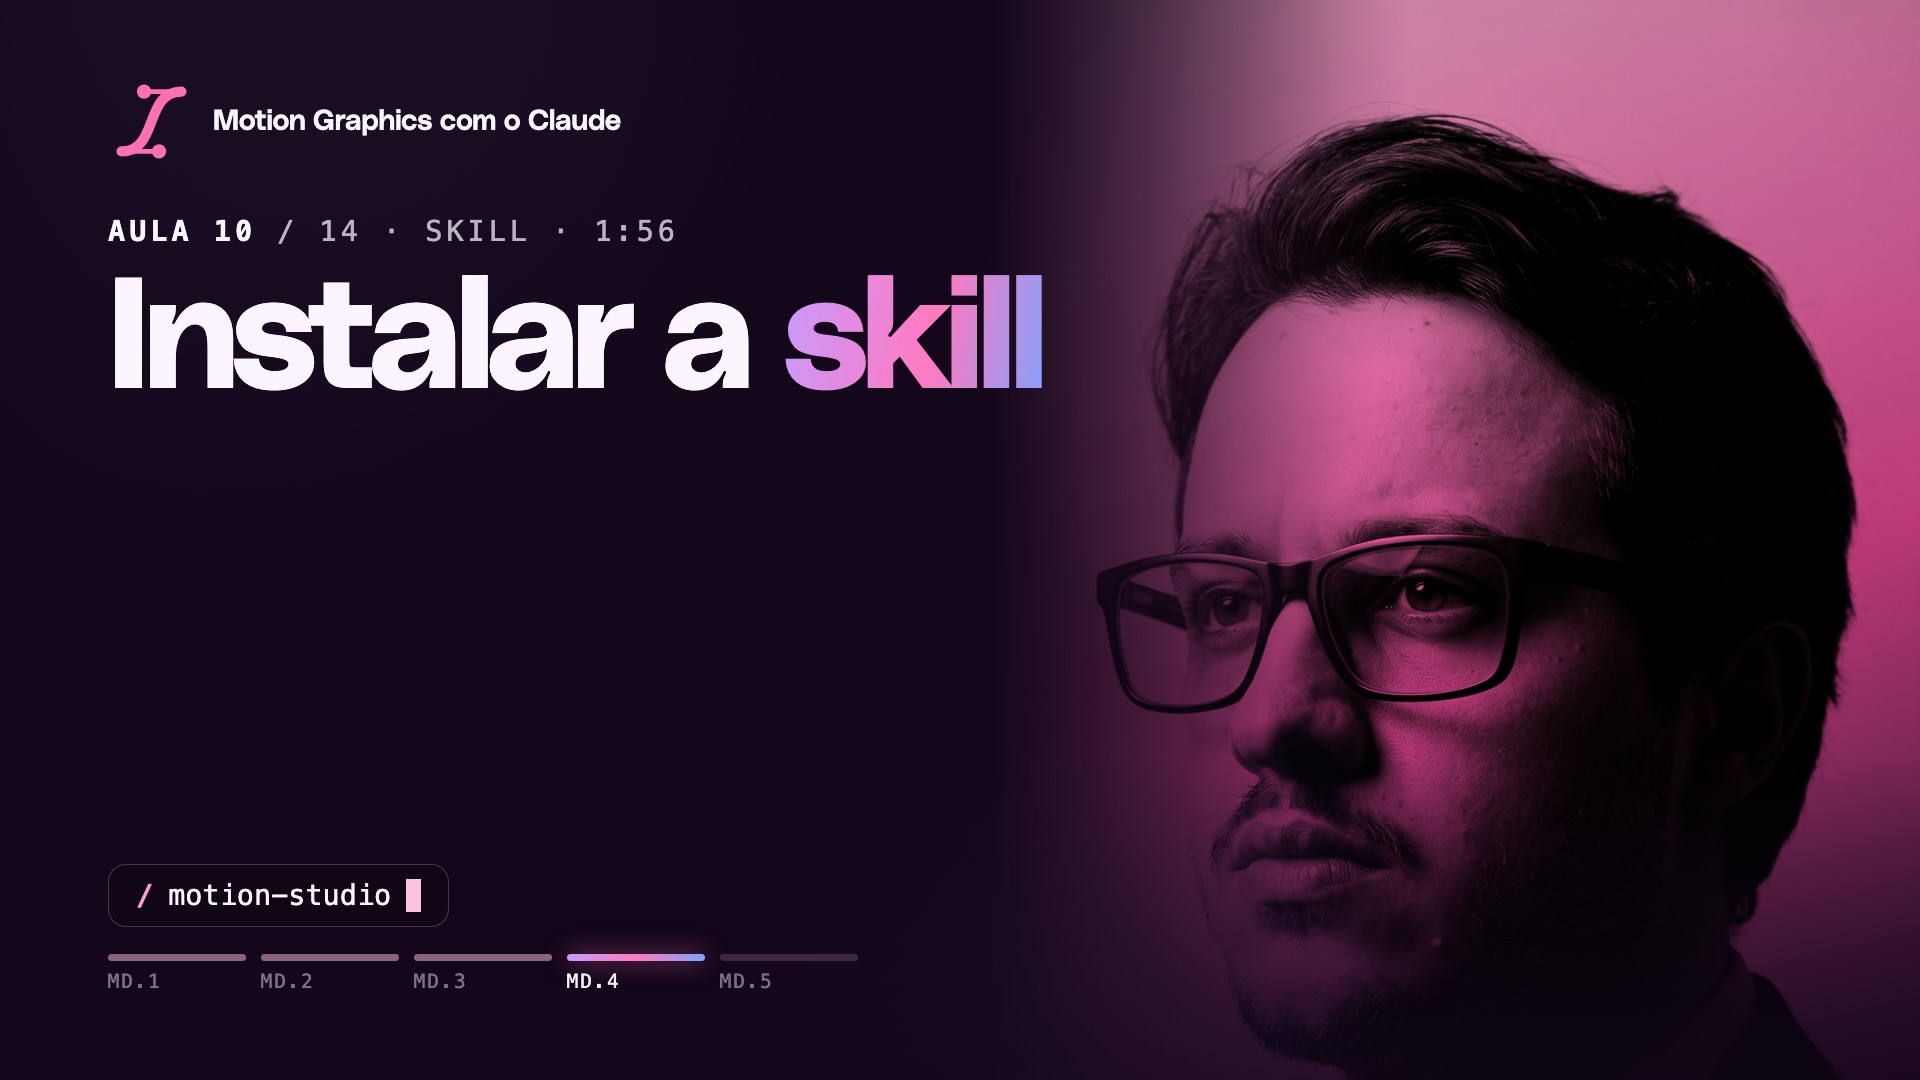 Motion Graphics com o Claude
AULA 10 / 14 · SKILL · 1:56
Instalar a skill
/ motion-studio
MD.1 MD.2 MD.3 MD.4 MD.5